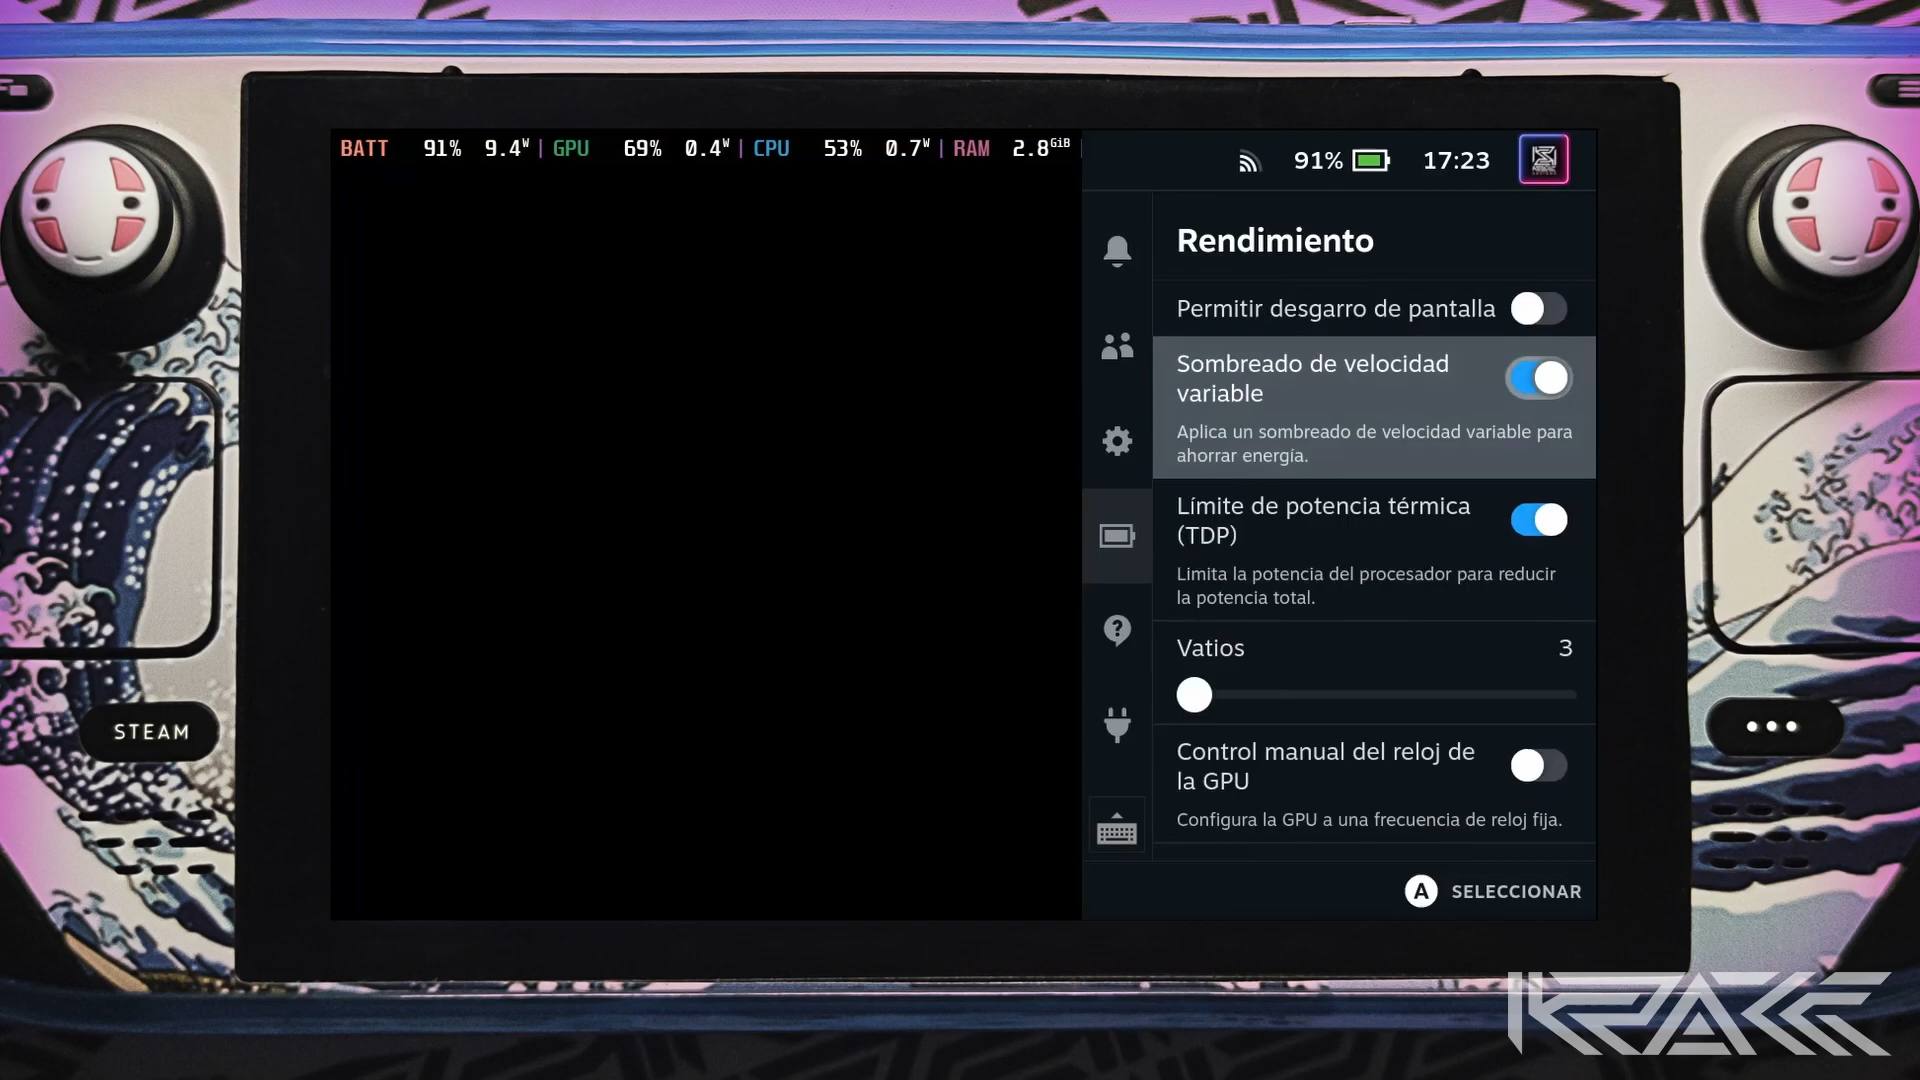 BATT 91% 9.4W | GPU 69% 0.4W | CPU 53% 0.7W | RAM 2.8GiB
91% 17:23
Rendimiento
Permitir desgarro de pantalla
Sombreado de velocidad
variable
Aplica un sombreado de velocidad variable para
ahorrar energía.
Límite de potencia térmica
(TDP)
Limita la potencia del procesador para reducir
la potencia total.
Vatios 3
Control manual del reloj de
la GPU
Configura la GPU a una frecuencia de reloj fija.
A SELECCIONAR
STEAM